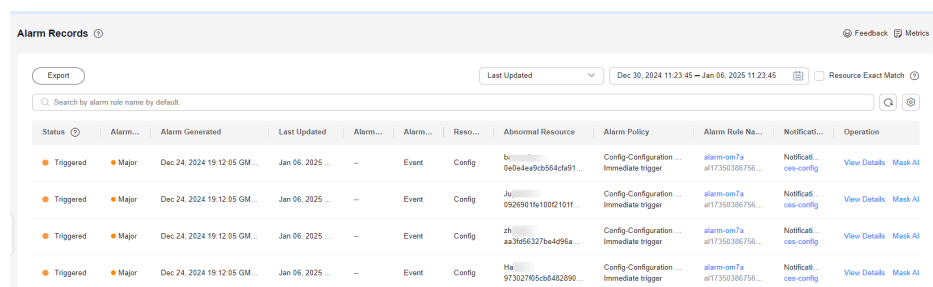 Alarm Records
Feedback Metrics
Export Last Updated Dec 30, 2024 11:23:45 – Jan 06, 2025 11:23:45 Resource Exact Match
Search by alarm rule name by default.
Status Alarm... Alarm Generated Last Updated Alarm... Alarm... Reso... Abnormal Resource Alarm Policy Alarm Rule Na... Notificati... Operation
Triggered Major Dec 24, 2024 19:12:05 GM... Jan 06, 2025 ... -- Event Config
0e0e4ea9cb564cfa91... Config-Configuration ...
Immediate trigger alarm-om7a
al17350386756... Notificati...
ces-config View Details Mask Al
Triggered Major Dec 24, 2024 19:12:05 GM... Jan 06, 2025 ... -- Event Config Ju
0926901fe100f2101f... Config-Configuration ...
Immediate trigger alarm-om7a
al17350386756... Notificati...
ces-config View Details Mask Al
Triggered Major Dec 24, 2024 19:12:05 GM... Jan 06, 2025 ... -- Event Config zh
aa3fd56327be4d96a... Config-Configuration ...
Immediate trigger alarm-om7a
al17350386756... Notificati...
ces-config View Details Mask Al
Triggered Major Dec 24, 2024 19:12:05 GM... Jan 06, 2025 ... -- Event Config Ha
973027f05cb8482890... Config-Configuration ...
Immediate trigger alarm-om7a
al17350386756... Notificati...
ces-config View Details Mask Al